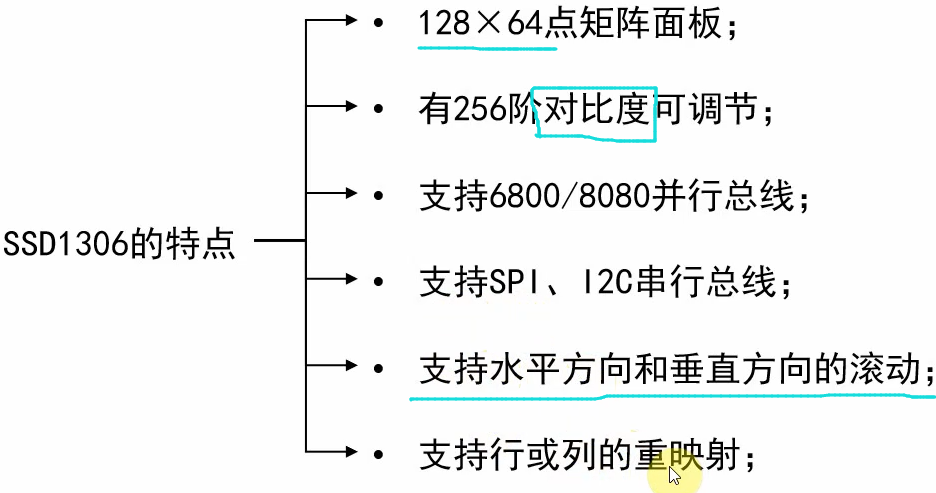 • 128×64点矩阵面板；
• 有256阶对比度可调节；
• 支持6800/8080并行总线；
SSD1306的特点
• 支持SPI、I2C串行总线；
• 支持水平方向和垂直方向的滚动；
• 支持行或列的重映射；